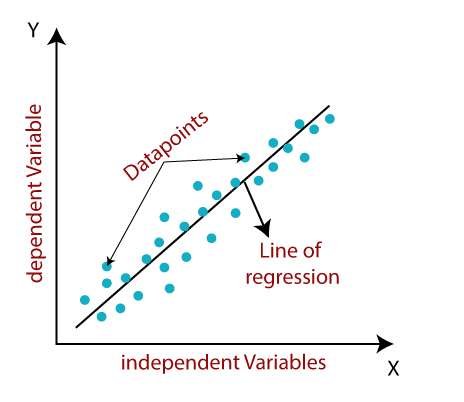 Y
dependent Variable
Datapoints
Line of
regression
independent Variables
X